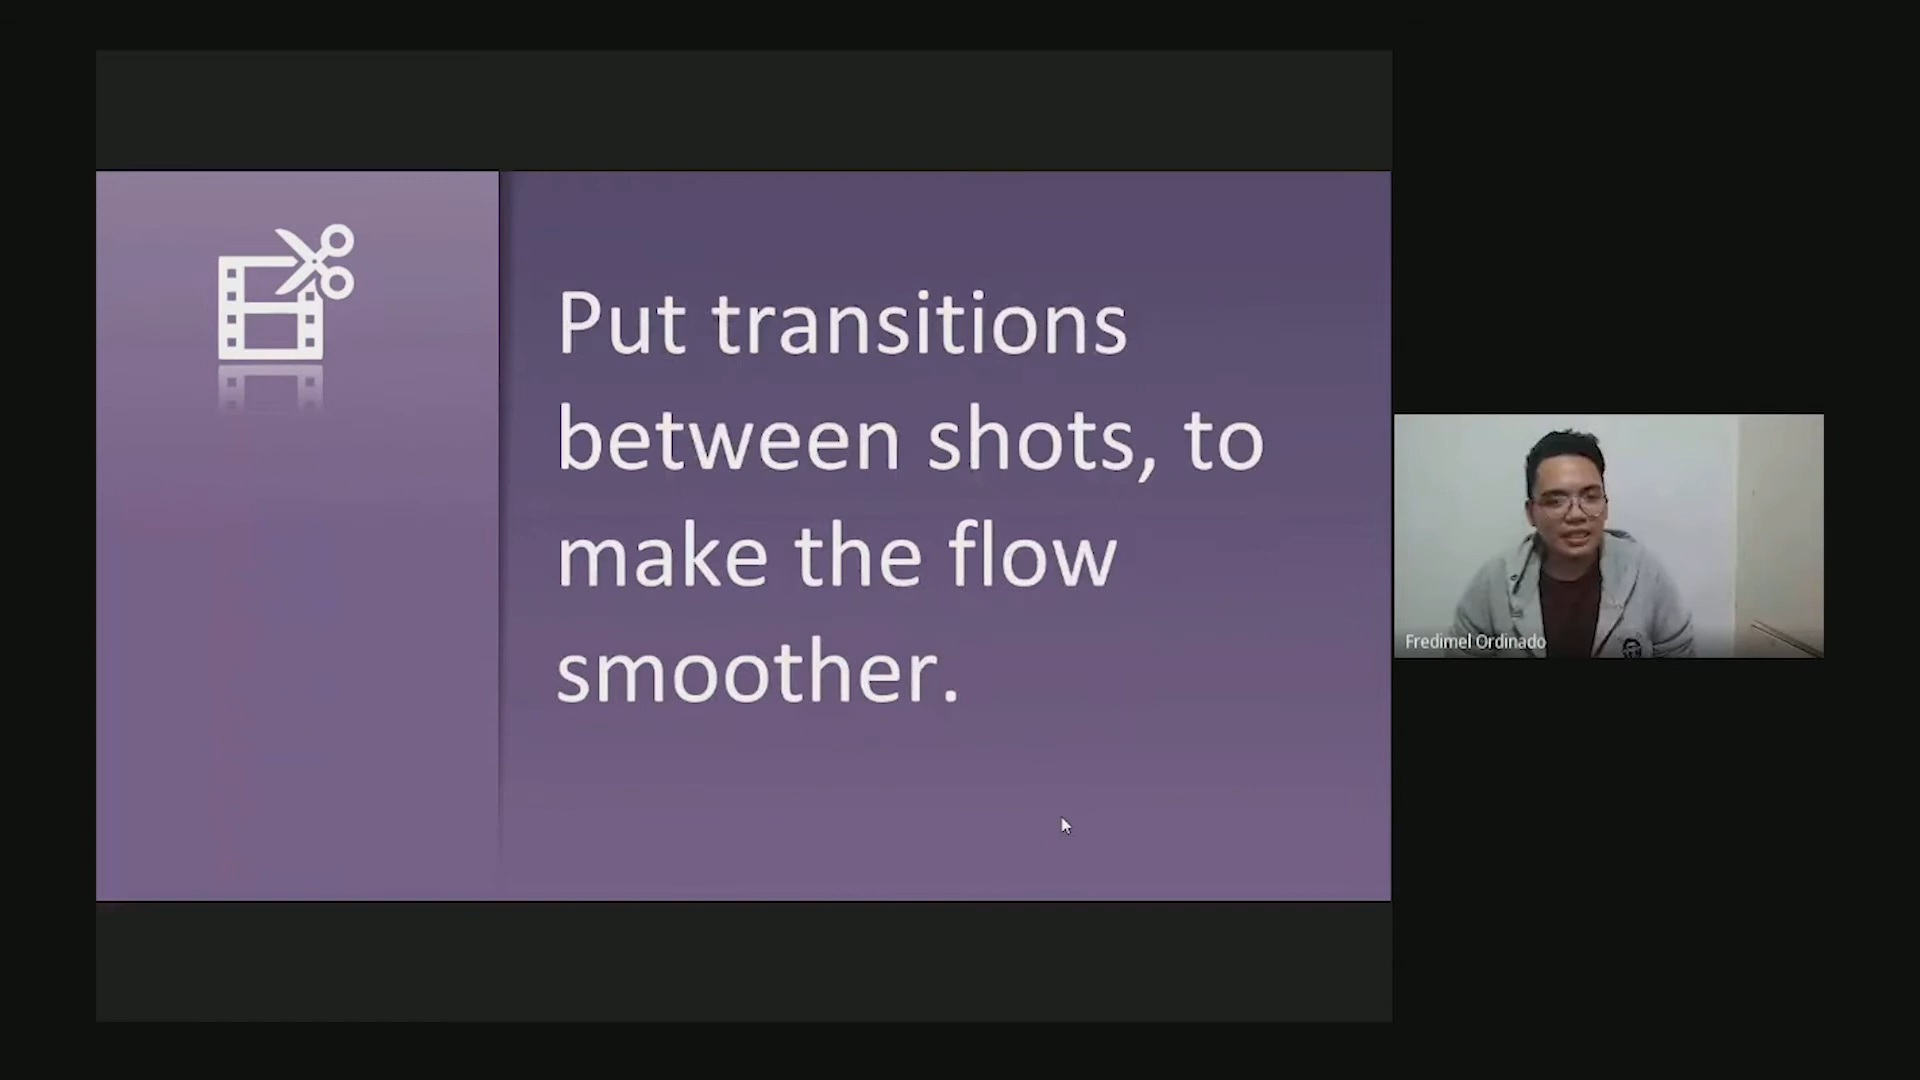 Put transitions
between shots, to
make the flow
smoother.
Fredimel Ordinado